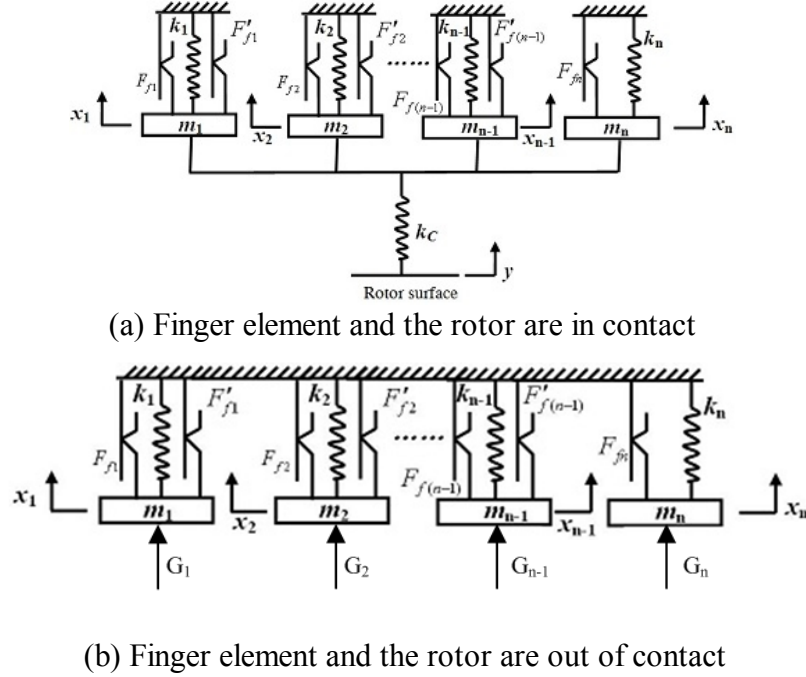 k₁ F′f1 k₂ F′f2 kn-1 F′f(n−1) kn
Ff1 Ff2 ...... Ff(n−1) Ffn
x₁ m₁ x₂ m₂ mn-1 xn-1 mn xn
kC
y
Rotor surface
(a) Finger element and the rotor are in contact
k₁ F′f1 k₂ F′f2 kn-1 F′f(n−1) kn
Ff1 Ff2 ...... Ff(n−1) Ffn
x₁ m₁ x₂ m₂ mn-1 xn-1 mn xn
G₁ G₂ Gn-1 Gn
(b) Finger element and the rotor are out of contact